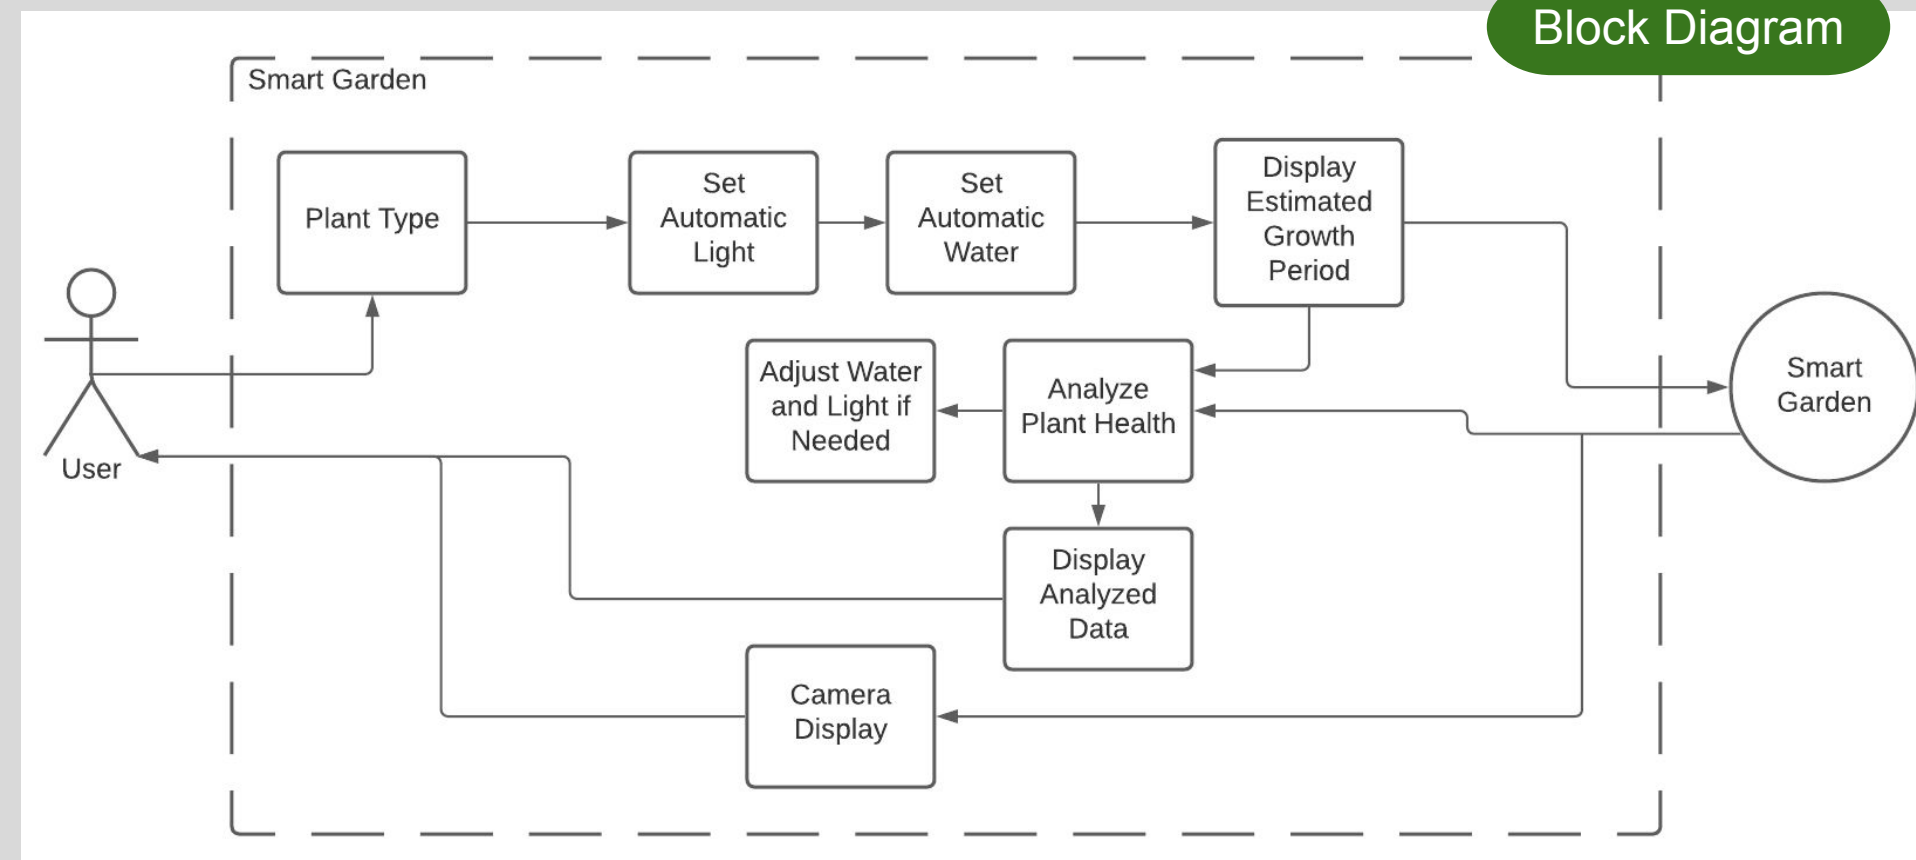 Block Diagram
Smart Garden
Plant Type
Set
Automatic
Light
Set
Automatic
Water
Display
Estimated
Growth
Period
Adjust Water
and Light if
Needed
Analyze
Plant Health
Smart
Garden
User
Display
Analyzed
Data
Camera
Display